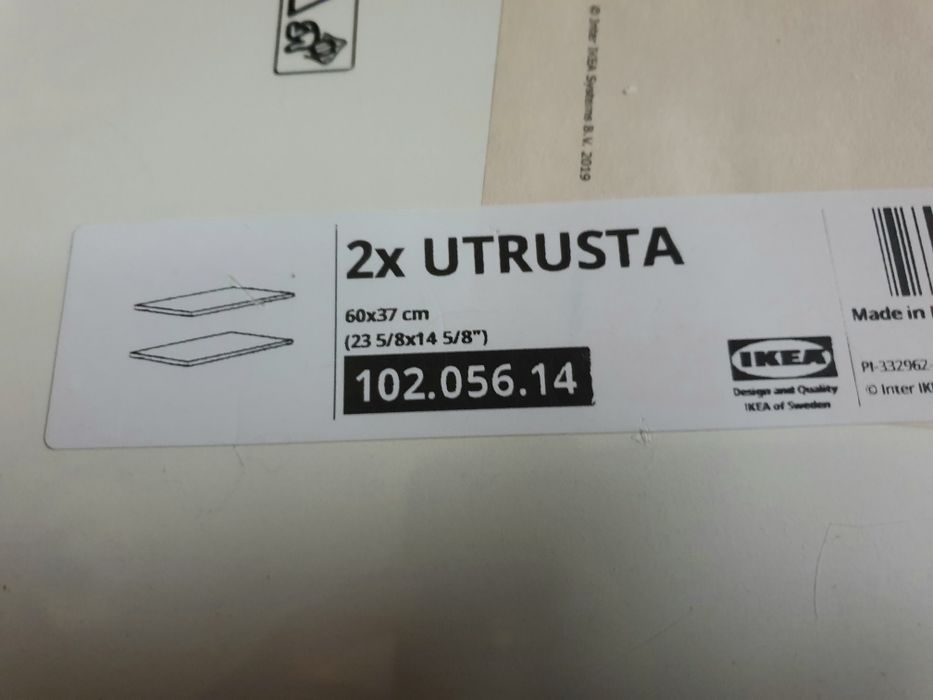 © Inter IKEA Systems B.V. 2019
2x UTRUSTA
60x37 cm
(23 5/8x14 5/8")
102.056.14
IKEA
Design and Quality
IKEA of Sweden
Made in
PI-332962-
© Inter IK